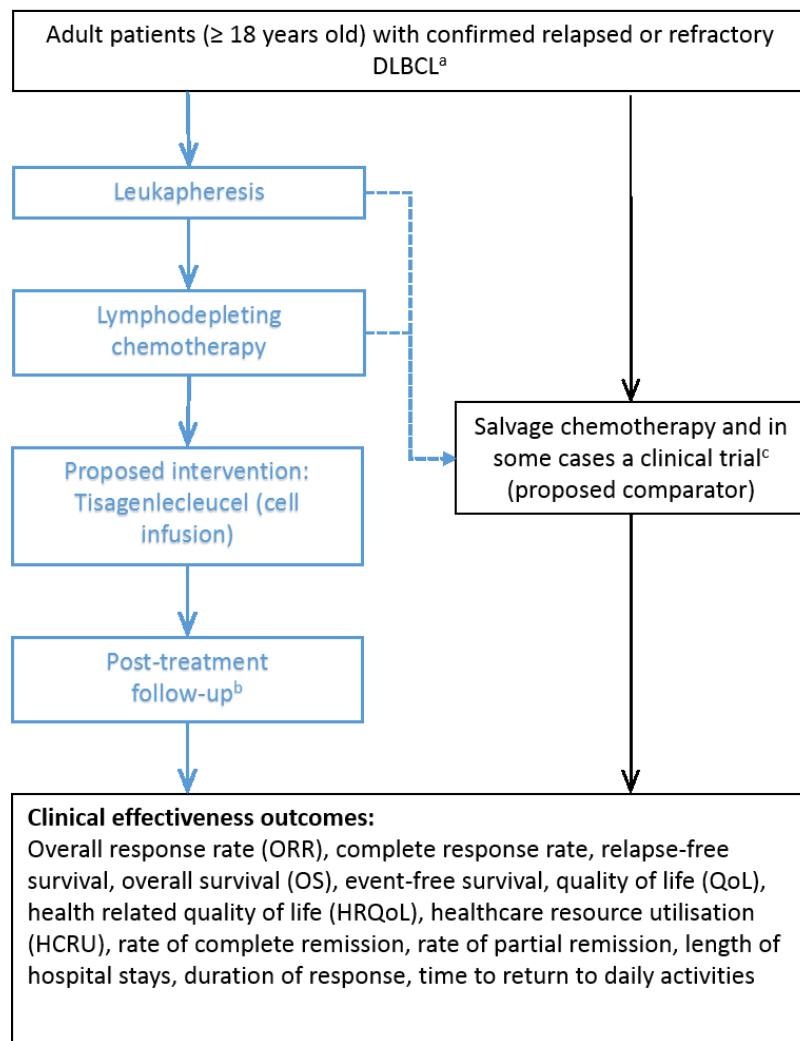 Adult patients (≥ 18 years old) with confirmed relapsed or refractory
DLBCLᵃ
Leukapheresis
Lymphodepleting
chemotherapy
Salvage chemotherapy and in
some cases a clinical trialᶜ
(proposed comparator)
Proposed intervention:
Tisagenlecleucel (cell
infusion)
Post-treatment
follow-upᵇ
Clinical effectiveness outcomes:
Overall response rate (ORR), complete response rate, relapse-free
survival, overall survival (OS), event-free survival, quality of life (QoL),
health related quality of life (HRQoL), healthcare resource utilisation
(HCRU), rate of complete remission, rate of partial remission, length of
hospital stays, duration of response, time to return to daily activities